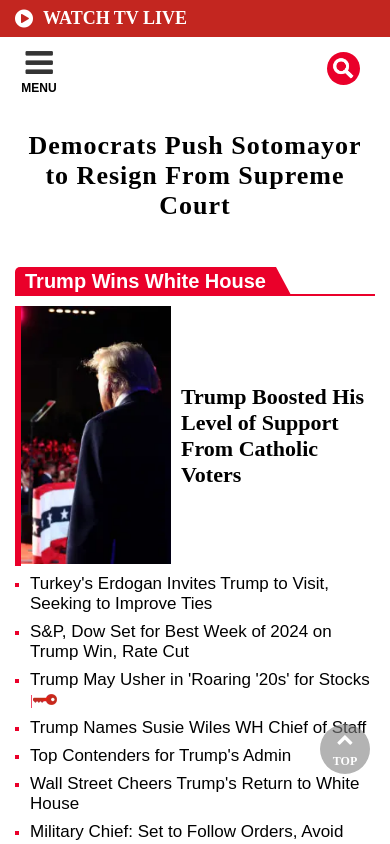 WATCH TV LIVE
MENU
Democrats Push Sotomayor
to Resign From Supreme
Court
Trump Wins White House
Trump Boosted His
Level of Support
From Catholic
Voters
Turkey's Erdogan Invites Trump to Visit,
Seeking to Improve Ties
S&P, Dow Set for Best Week of 2024 on
Trump Win, Rate Cut
Trump May Usher in 'Roaring '20s' for Stocks
|
Trump Names Susie Wiles WH Chief of Staff
Top Contenders for Trump's Admin
TOP
Wall Street Cheers Trump's Return to White
House
Military Chief: Set to Follow Orders, Avoid